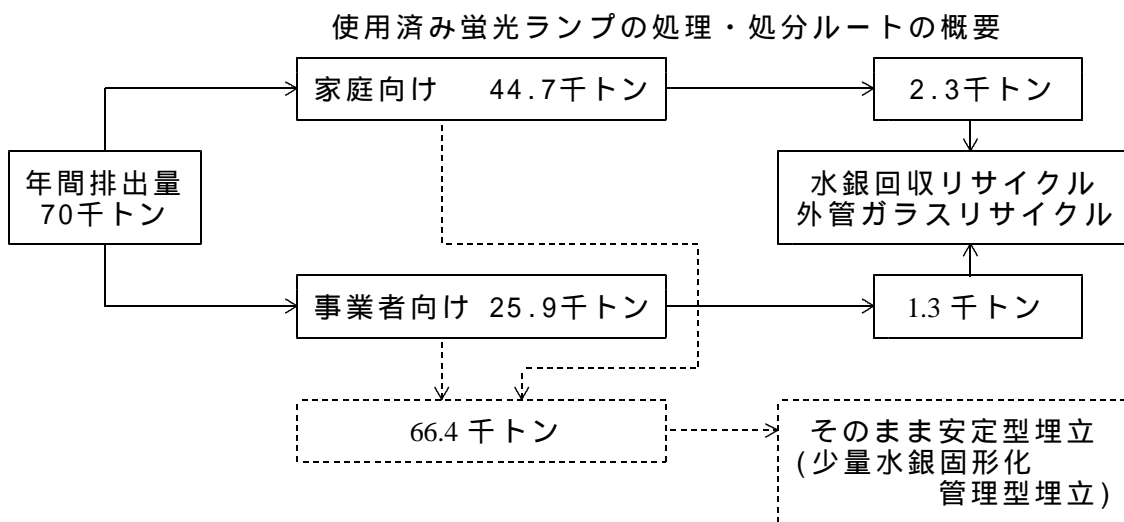 使用済み蛍光ランプの処理・処分ルートの概要
家庭向け 44.7千トン
2.3千トン
年間排出量
70千トン
水銀回収リサイクル
外管ガラスリサイクル
事業者向け 25.9千トン
1.3 千トン
66.4 千トン
そのまま安定型埋立
(少量水銀固形化
管理型埋立)